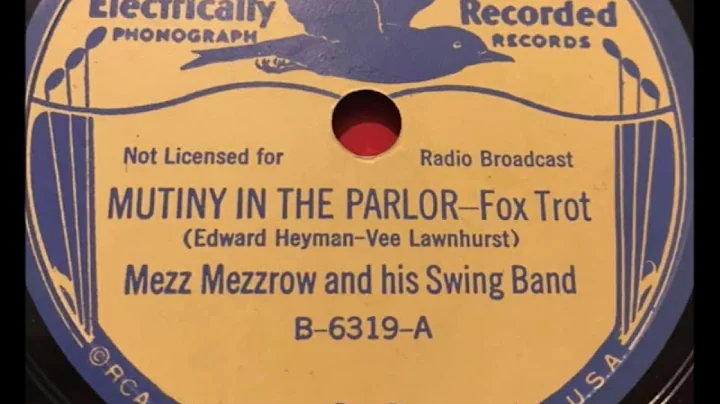 Electrically Recorded
PHONOGRAPH RECORDS
Not Licensed for Radio Broadcast
MUTINY IN THE PARLOR—Fox Trot
(Edward Heyman-Vee Lawnhurst)
Mezz Mezzrow and his Swing Band
B-6319-A
©RCA U.S.A.